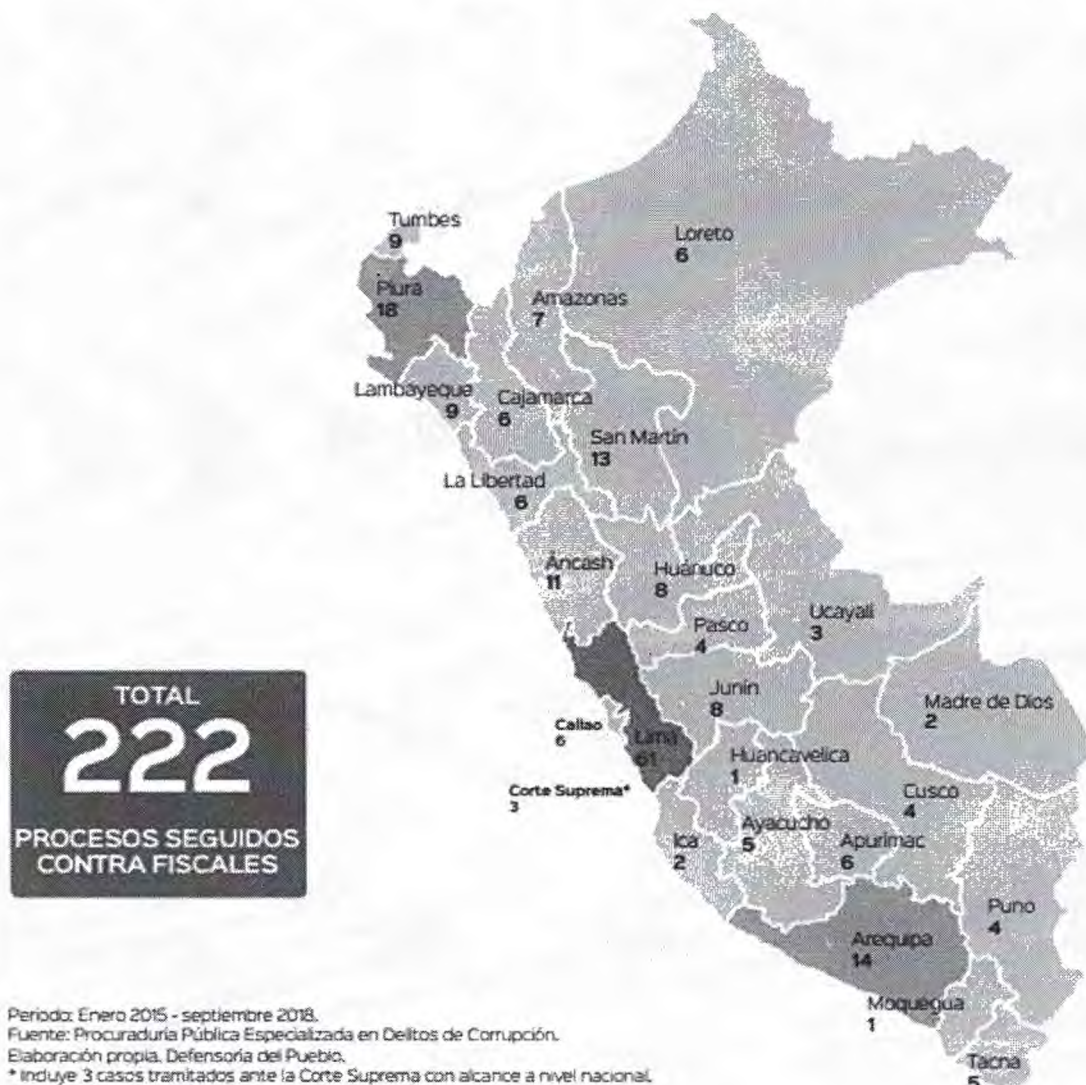 Tumbes
9
Loreto
6
Piura
18
Amazonas
7
Lambayeque
9
Cajamarca
6
San Martín
13
La Libertad
6
Áncash
11
Huánuco
8
Ucayali
3
Pasco
4
TOTAL
222
PROCESOS SEGUIDOS
CONTRA FISCALES
Junín
8
Madre de Dios
2
Callao
6
Lima
61
Huancavelica
1
Corte Suprema*
3
Cusco
4
Ica
2
Ayacucho
5
Apurímac
6
Puno
4
Arequipa
14
Moquegua
1
Tacna
5
Periodo: Enero 2015 - septiembre 2018.
Fuente: Procuraduría Pública Especializada en Delitos de Corrupción.
Elaboración propia. Defensoría del Pueblo.
* Incluye 3 casos tramitados ante la Corte Suprema con alcance a nivel nacional.